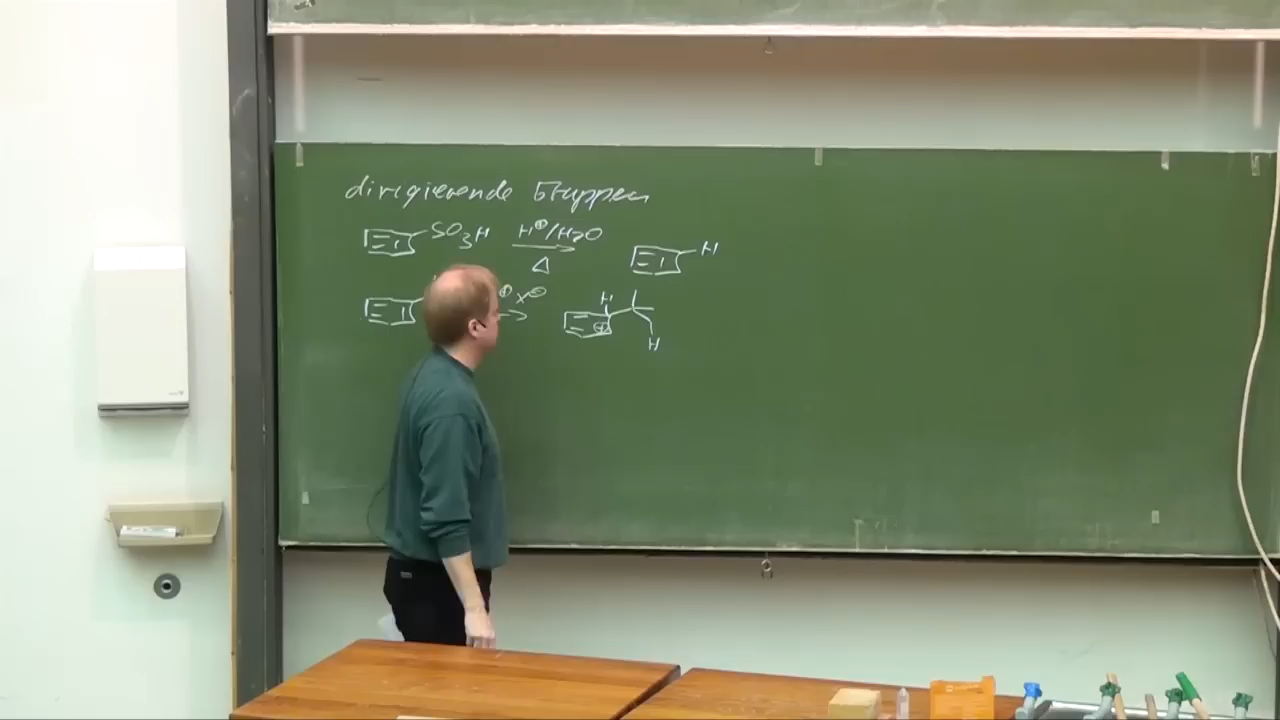 dirigierende Gruppen
SO3H H⊕/H2O Δ H
⊕ X⊖ H ⊕ H